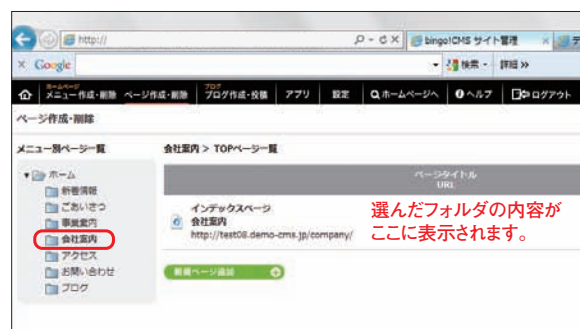 http://
bingo!CMS サイト管理
デ
× Google
検索
詳細 »
ホームページ
メニュー作成・削除
ページ作成・削除
ブログ
ブログ作成・投稿
アプリ
設定
ホームページへ
ヘルプ
ログアウト
ページ作成・削除
メニュー別ページ一覧
会社案内 > TOPページ一覧
ホーム
新着情報
ごあいさつ
事業案内
会社案内
アクセス
お問い合わせ
ブログ
ページタイトル
URL
インデックスページ
会社案内
http://test08.demo-cms.jp/company/
選んだフォルダの内容が
ここに表示されます。
新規ページ追加